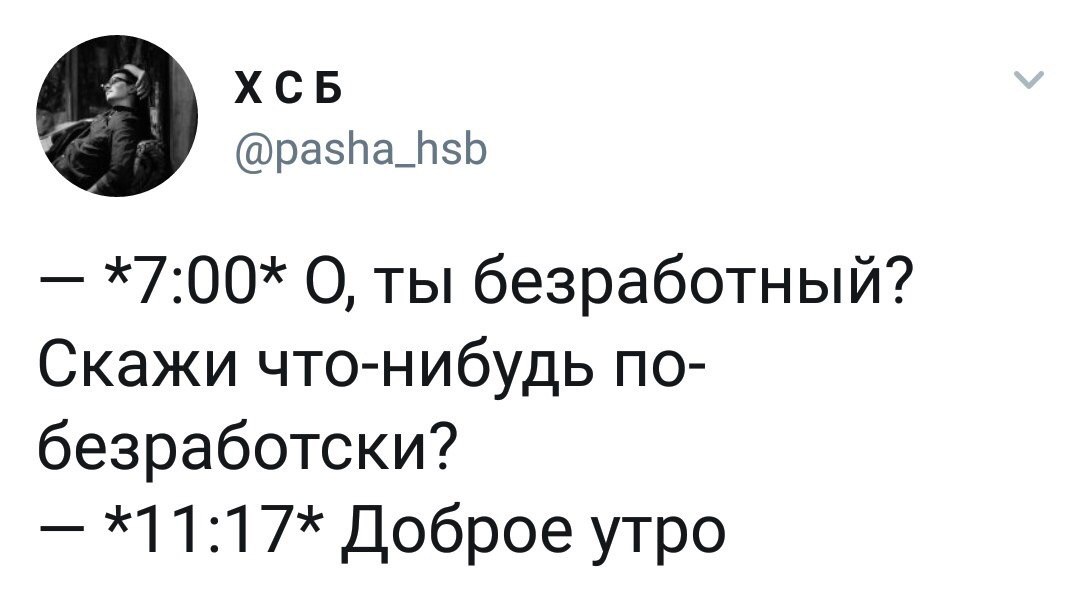 Х С Б
@pasha_hsb
— *7:00* О, ты безработный?
Скажи что-нибудь по-
безработски?
— *11:17* Доброе утро